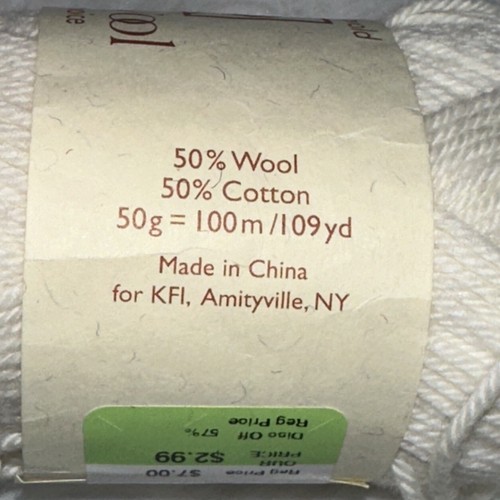 50% Wool
50% Cotton
50g = 100m/109yd
Made in China
for KFI, Amityville, NY
Reg Price
$7.00
OUR
PRICE
$2.99
Disc Off 57%
Reg Price